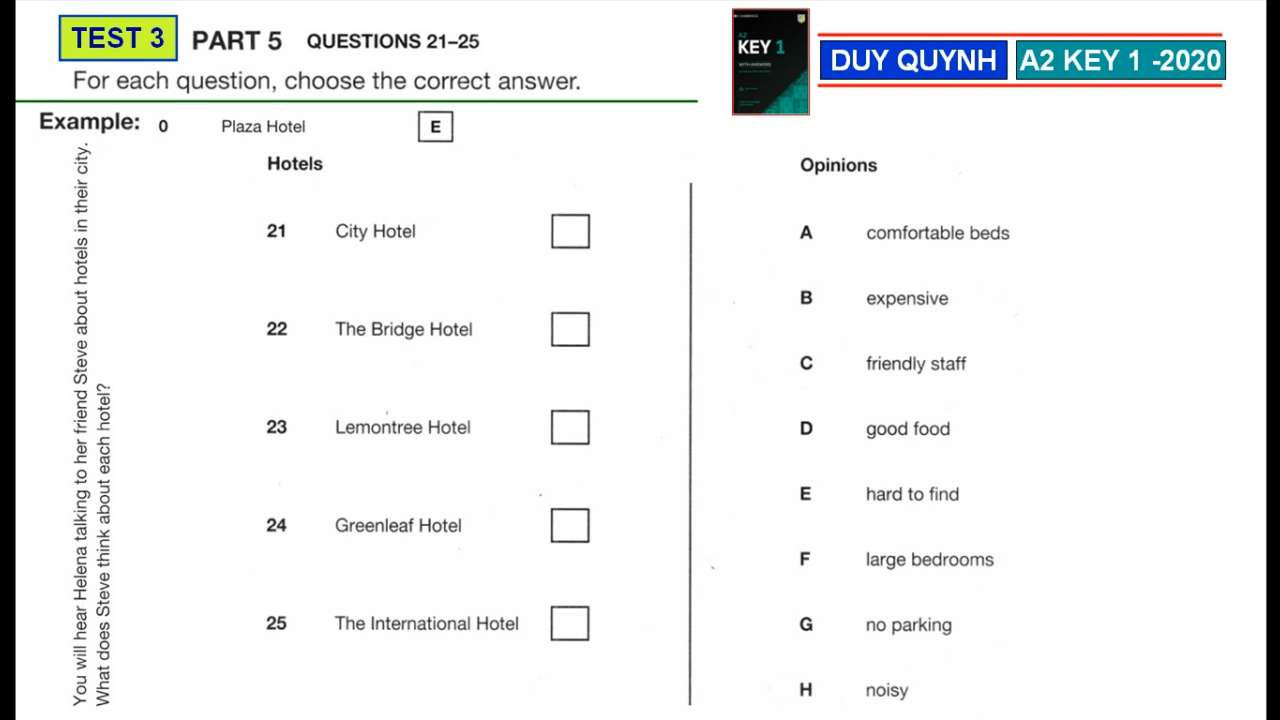 TEST 3 PART 5 QUESTIONS 21–25
For each question, choose the correct answer.
A2
KEY 1
WITH ANSWERS
DUY QUYNH A2 KEY 1 -2020
Example: 0 Plaza Hotel E
You will hear Helena talking to her friend Steve about hotels in their city.
What does Steve think about each hotel?
Hotels
21 City Hotel
22 The Bridge Hotel
23 Lemontree Hotel
24 Greenleaf Hotel
25 The International Hotel
Opinions
A comfortable beds
B expensive
C friendly staff
D good food
E hard to find
F large bedrooms
G no parking
H noisy